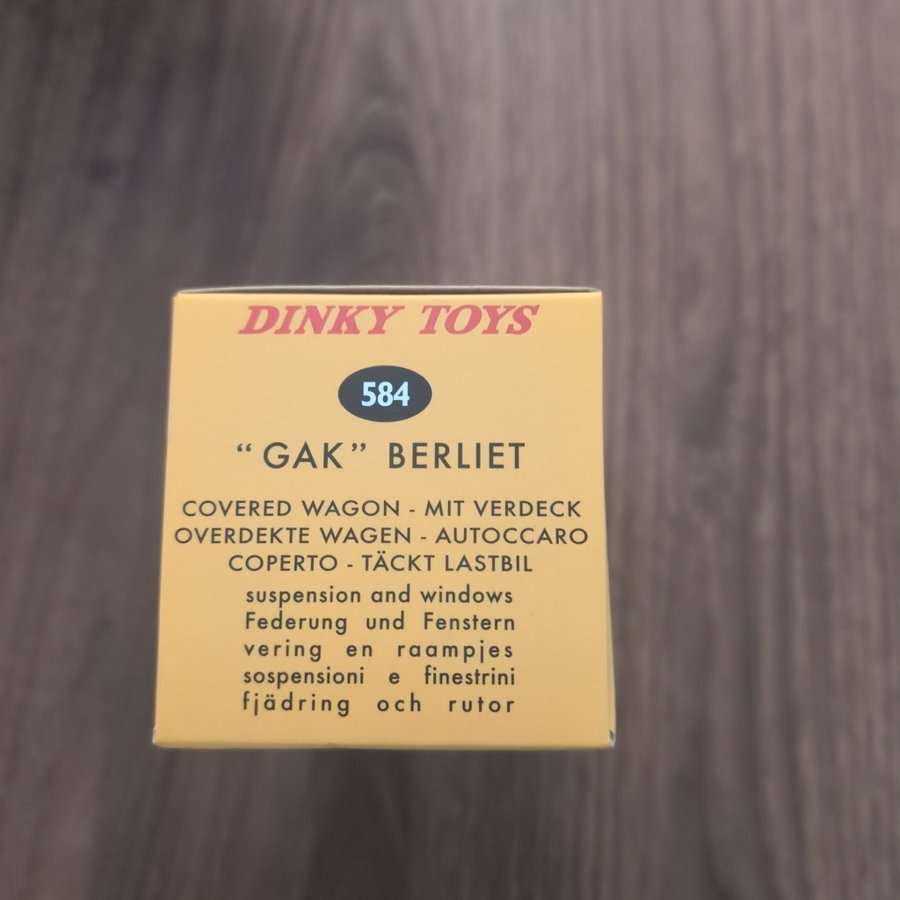 DINKY TOYS
584
“GAK” BERLIET
COVERED WAGON - MIT VERDECK
OVERDEKTE WAGEN - AUTOCCARO
COPERTO - TÄCKT LASTBIL
suspension and windows
Federung und Fenstern
vering en raampjes
sospensioni e finestrini
fjädring och rutor